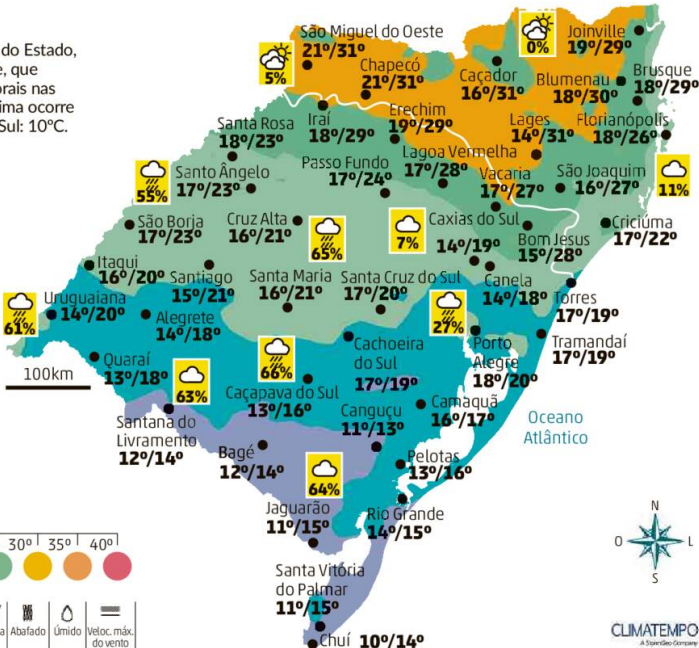 do Estado,
e, que
orais nas
ima ocorre
Sul: 10ºC.
São Miguel do Oeste
21º/31º
5%
Chapecó
21º/31º
Caçador
16º/31º
0%
Joinville
19º/29º
Blumenau
18º/30º
Brusque
18º/29º
Lages
14º/31º
Florianópolis
18º/26º
Iraí
18º/29º
Erechim
19º/29º
Santa Rosa
18º/23º
Passo Fundo
17º/24º
Lagoa Vermelha
17º/28º
Vacaria
17º/27º
São Joaquim
16º/27º
11%
55%
Santo Ângelo
17º/23º
São Borja
17º/23º
Cruz Alta
16º/21º
65%
7%
Caxias do Sul
14º/19º
Bom Jesus
15º/28º
Criciúma
17º/22º
Itaqui
16º/20º
Santiago
15º/21º
Santa Maria
16º/21º
Santa Cruz do Sul
17º/20º
Canela
14º/18º
Torres
17º/19º
61%
Uruguaiana
14º/20º
Alegrete
14º/18º
27%
Porto
Alegre
18º/20º
Tramandaí
17º/19º
Quaraí
13º/18º
100km
63%
66%
Caçapava do Sul
13º/16º
Cachoeira
do Sul
17º/19º
Camaquã
16º/17º
Canguçu
11º/13º
Oceano
Atlântico
Santana do
Livramento
12º/14º
Bagé
12º/14º
64%
Pelotas
13º/16º
Jaguarão
11º/15º
Rio Grande
14º/15º
Santa Vitória
do Palmar
11º/15º
Chuí 10º/14º
30º 35º 40º
Abafado
Úmido
Veloc. máx.
do vento
N
O L
S
CLIMATEMPO
A StormGeo Company